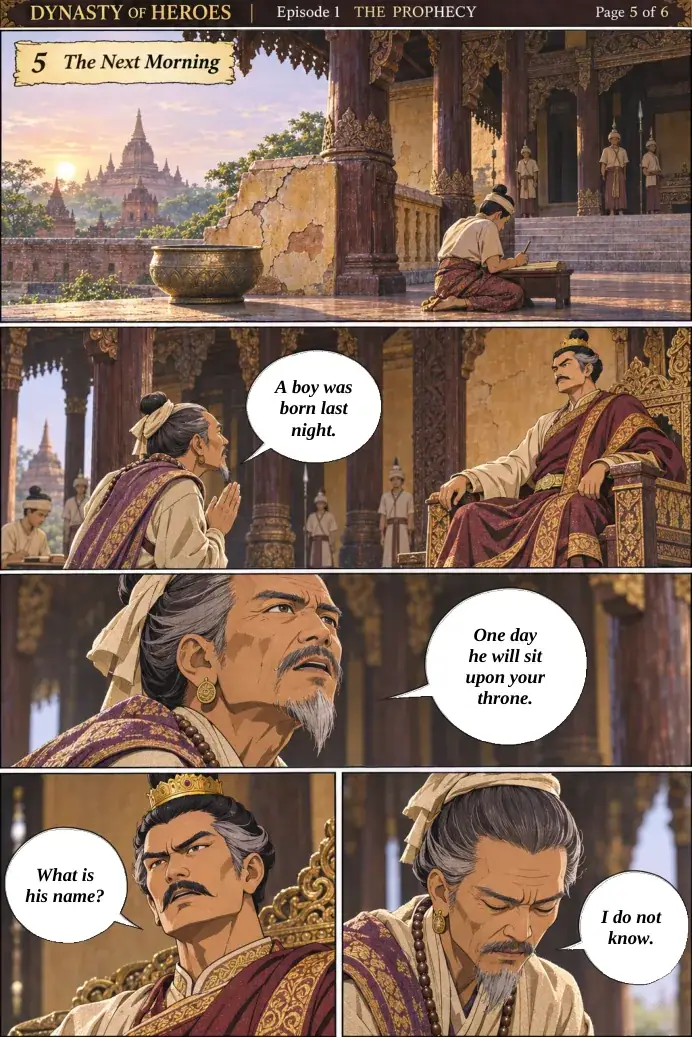 DYNASTY OF HEROES | Episode 1 THE PROPHECY Page 5 of 6
5 The Next Morning
A boy was
born last
night.
One day
he will sit
upon your
throne.
What is
his name?
I do not
know.